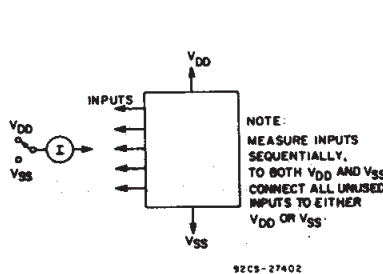 VDD
INPUTS
VDD
I
VSS
NOTE:
MEASURE INPUTS
SEQUENTIALLY,
TO BOTH VDD AND VSS
CONNECT ALL UNUSED
INPUTS TO EITHER
VDD OR VSS.
VSS
92CS-27402